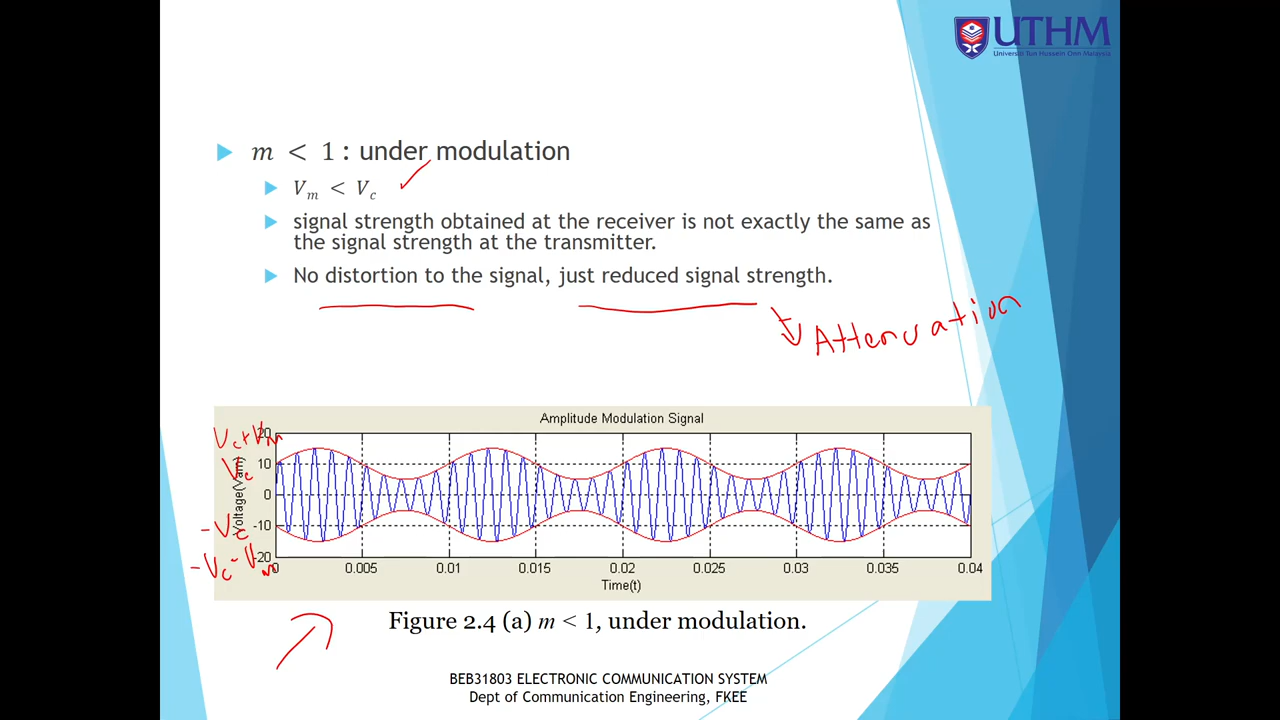 UTHM
Universiti Tun Hussein Onn Malaysia
m < 1 : under modulation
Vm < Vc
signal strength obtained at the receiver is not exactly the same as
the signal strength at the transmitter.
No distortion to the signal, just reduced signal strength.
Attenuation
Amplitude Modulation Signal
Vc+Vm
Vc
-Vc
-Vc-Vm
Voltage(Vam)
20
10
0
-10
-20
0 0.005 0.01 0.015 0.02 0.025 0.03 0.035 0.04
Time(t)
Figure 2.4 (a) m < 1, under modulation.
BEB31803 ELECTRONIC COMMUNICATION SYSTEM
Dept of Communication Engineering, FKEE